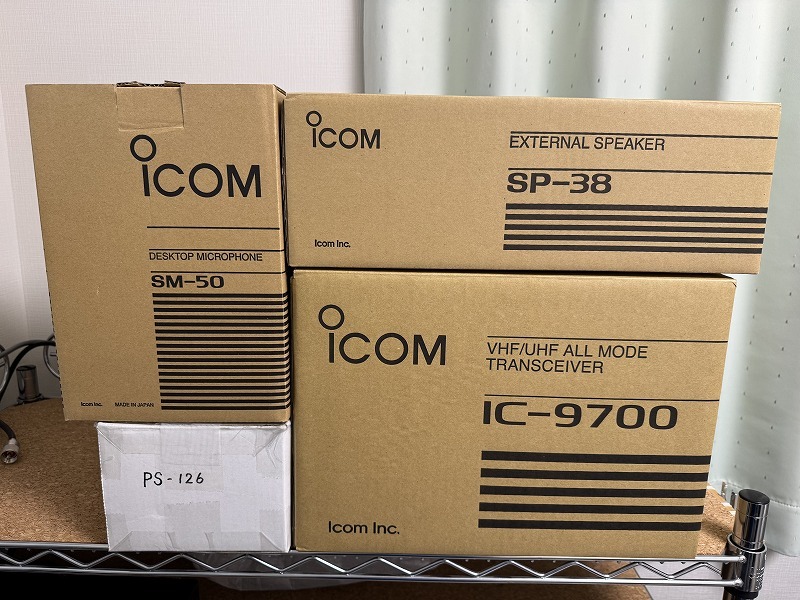 iCOM
DESKTOP MICROPHONE
SM-50
Icom Inc. MADE IN JAPAN
iCOM
EXTERNAL SPEAKER
SP-38
Icom Inc.
iCOM
VHF/UHF ALL MODE
TRANSCEIVER
IC-9700
Icom Inc.
PS-126